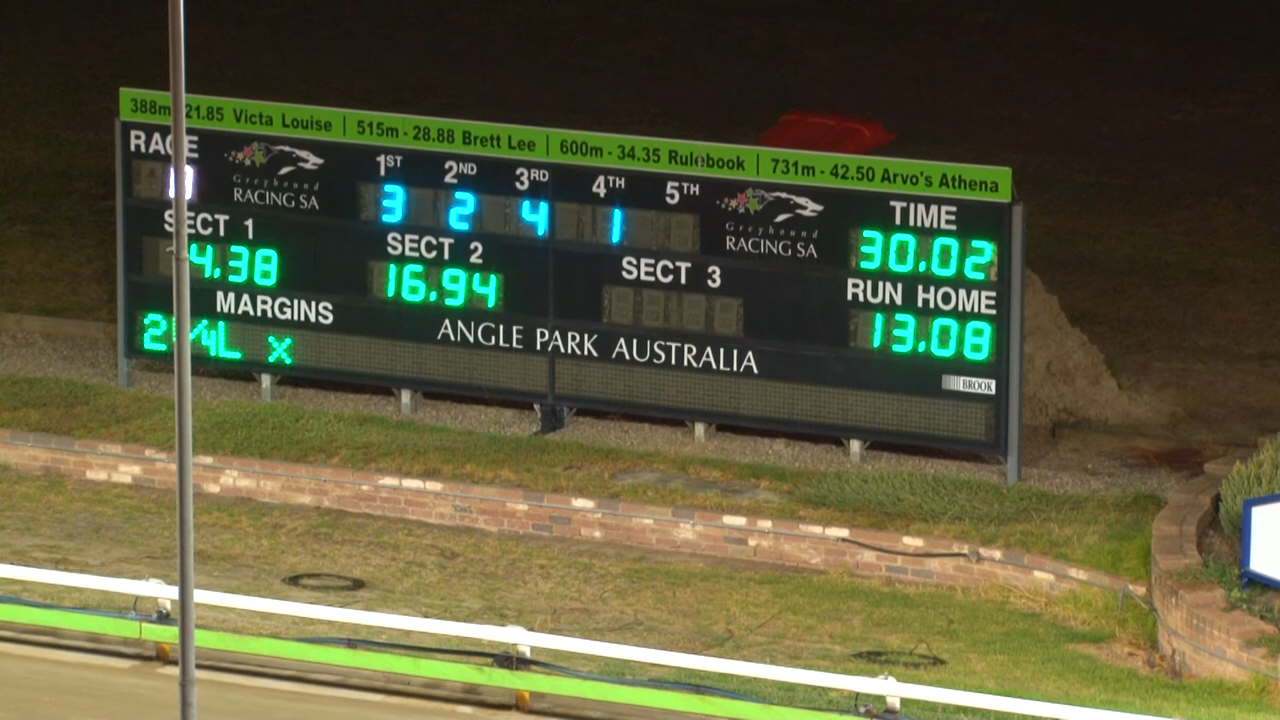 388m 21.85 Victa Louise | 515m - 28.88 Brett Lee | 600m - 34.35 Rulebook | 731m - 42.50 Arvo's Athena
RACE
Greyhound
RACING SA
1ST 2ND 3RD 4TH 5TH
3 2 4 1
Greyhound
RACING SA
TIME
30.02
SECT 1
4.38
SECT 2
16.94
SECT 3
RUN HOME
13.08
MARGINS
2 /4L x
ANGLE PARK AUSTRALIA
BROOK